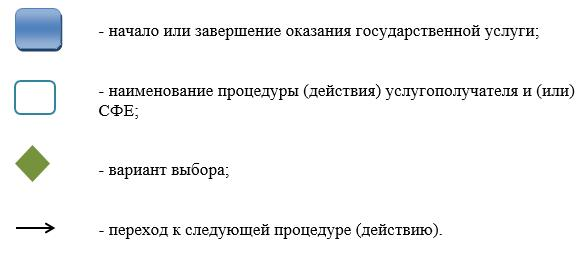 - начало или завершение оказания государственной услуги;
- наименование процедуры (действия) услугополучателя и (или)
СФЕ;
- вариант выбора;
- переход к следующей процедуре (действию).